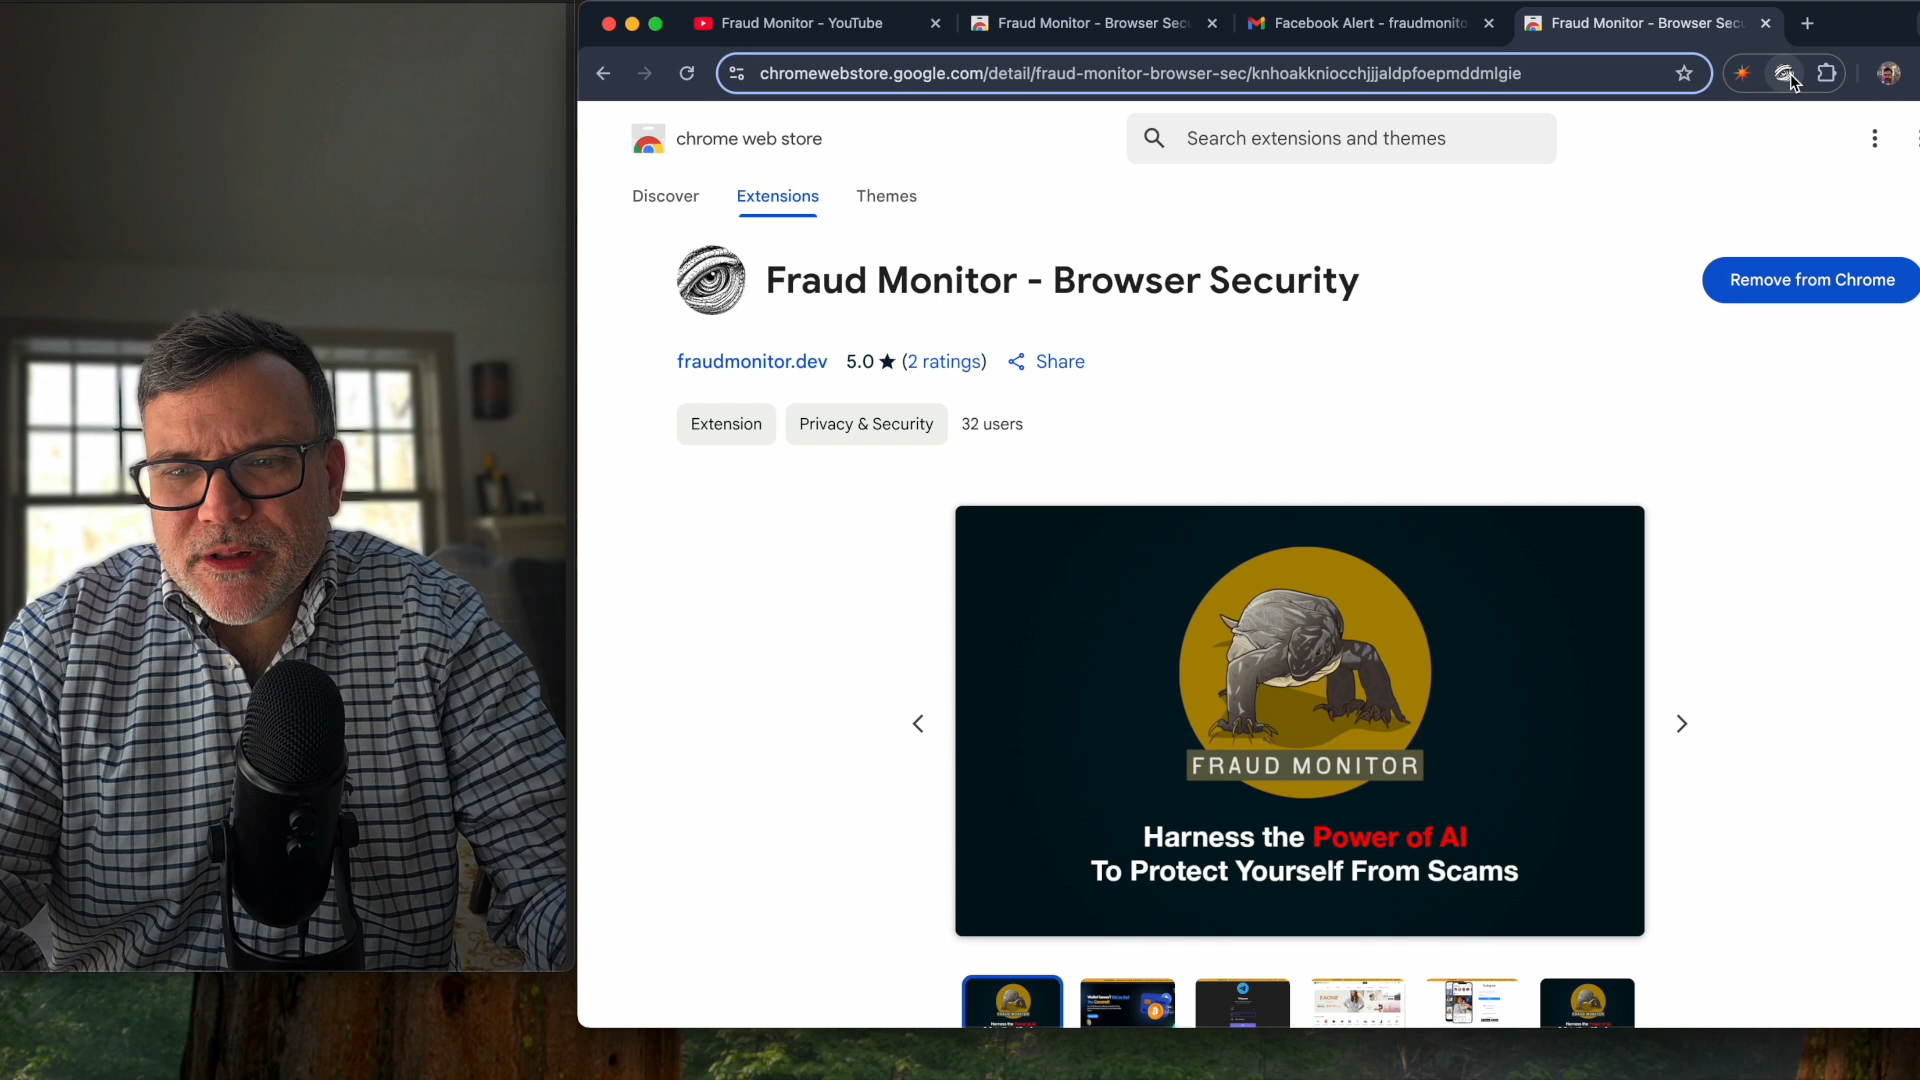 Fraud Monitor - YouTube
Fraud Monitor - Browser Sec
Facebook Alert - fraudmonito
Fraud Monitor - Browser Sec
chromewebstore.google.com/detail/fraud-monitor-browser-sec/knhoakkniocchjjjaldpfoepmddmlgie
chrome web store
Search extensions and themes
Discover
Extensions
Themes
Fraud Monitor - Browser Security
Remove from Chrome
fraudmonitor.dev
5.0 ★ (2 ratings)
Share
Extension
Privacy & Security
32 users
FRAUD MONITOR
Harness the Power of AI
To Protect Yourself From Scams